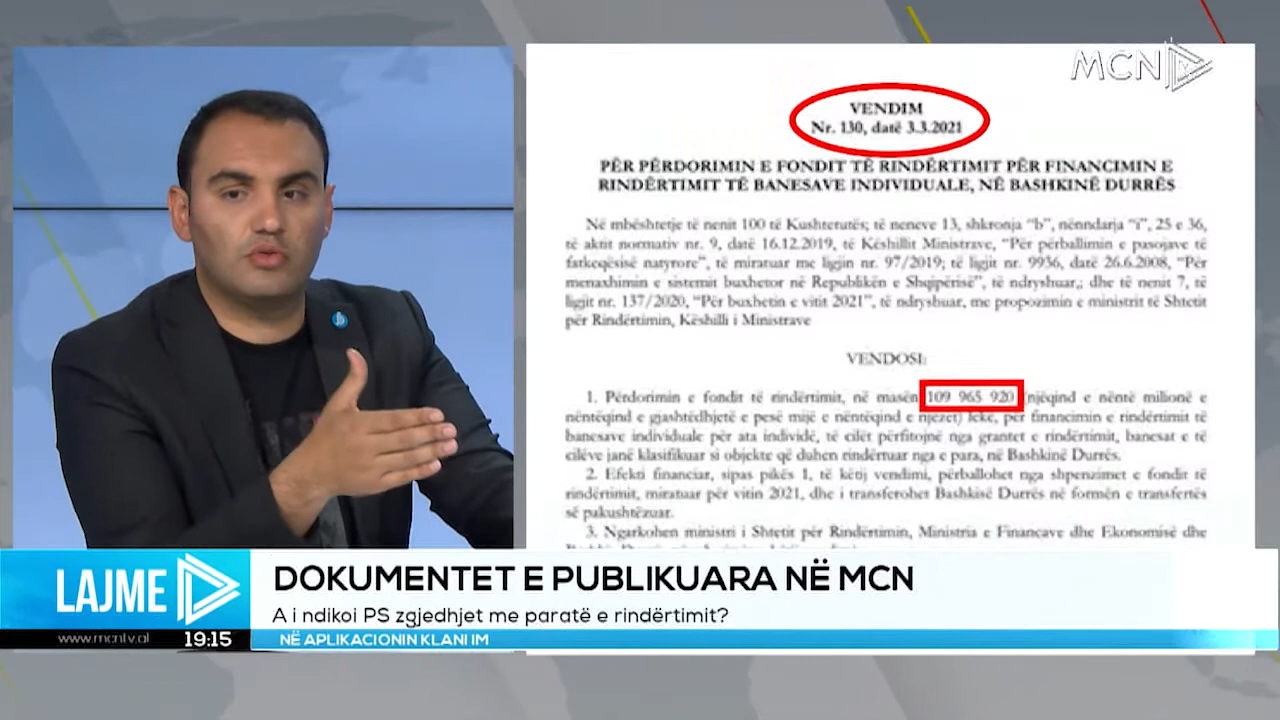 MCN TV
VENDIM
Nr. 130, datë 3.3.2021
PËR PËRDORIMIN E FONDIT TË RINDËRTIMIT PËR FINANCIMIN E
RINDËRTIMIT TË BANESAVE INDIVIDUALE, NË BASHKINË DURRËS
Në mbështetje të nenit 100 të Kushtetutës; të neneve 13, shkronja “b”, nënndarja “i”, 25 e 36,
të aktit normativ nr. 9, datë 16.12.2019, të Këshillit Ministrave, “Për përballimin e pasojave të
fatkeqësisë natyrore”, të miratuar me ligjin nr. 97/2019; të ligjit nr. 9936, datë 26.6.2008, “Për
menaxhimin e sistemit buxhetor në Republikën e Shqipërisë”, të ndryshuar,; dhe të nenit 7, të
ligjit nr. 137/2020, “Për buxhetin e vitit 2021”, të ndryshuar, me propozimin e ministrit të Shtetit
për Rindërtimin, Këshilli i Ministrave
VENDOSI:
1. Përdorimin e fondit të rindërtimit, në masën 109 965 920 (njëqind e nëntë milionë e
nëntëqind e gjashtëdhjetë e pesë mijë e nëntëqind e njëzet) lekë, për financimin e rindërtimit të
banesave individuale për ata individë, të cilët përfitojnë nga grantet e rindërtimit, banesat e të
cilëve janë klasifikuar si objekte që duhen rindërtuar nga e para, në Bashkinë Durrës.
2. Efekti financiar, sipas pikës 1, të këtij vendimi, përballohet nga shpenzimet e fondit të
rindërtimit, miratuar për vitin 2021, dhe i transferohet Bashkisë Durrës në formën e transfertës
së pakushtëzuar.
3. Ngarkohen ministri i Shtetit për Rindërtimin, Ministria e Financave dhe Ekonomisë dhe
LAJME
DOKUMENTET E PUBLIKUARA NË MCN
A i ndikoi PS zgjedhjet me paratë e rindërtimit?
www.mcntv.al 19:15 NË APLIKACIONIN KLANI IM